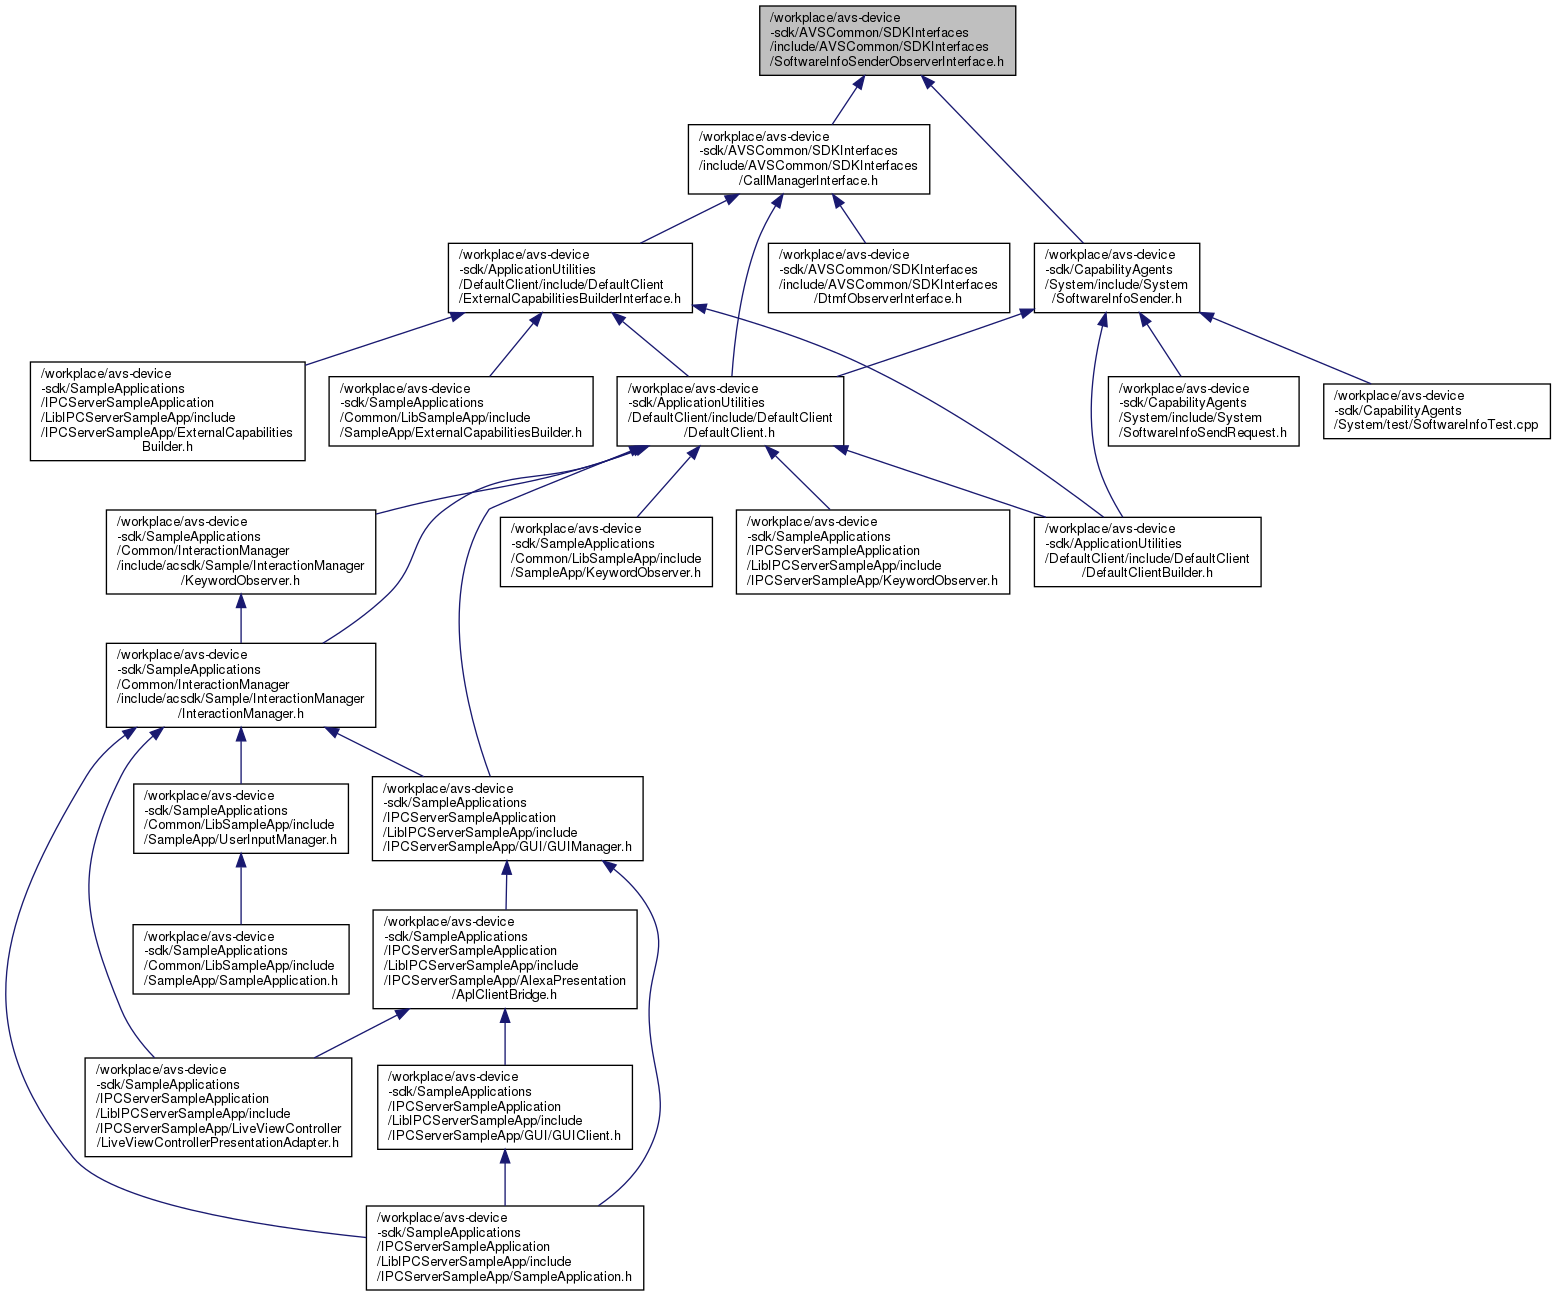 /workplace/avs-device
-sdk/AVSCommon/SDKInterfaces
/include/AVSCommon/SDKInterfaces
/SoftwareInfoSenderObserverInterface.h
/workplace/avs-device
-sdk/AVSCommon/SDKInterfaces
/include/AVSCommon/SDKInterfaces
/CallManagerInterface.h
/workplace/avs-device
-sdk/ApplicationUtilities
/DefaultClient/include/DefaultClient
/ExternalCapabilitiesBuilderInterface.h
/workplace/avs-device
-sdk/AVSCommon/SDKInterfaces
/include/AVSCommon/SDKInterfaces
/DtmfObserverInterface.h
/workplace/avs-device
-sdk/CapabilityAgents
/System/include/System
/SoftwareInfoSender.h
/workplace/avs-device
-sdk/SampleApplications
/IPCServerSampleApplication
/LibIPCServerSampleApp/include
/IPCServerSampleApp/ExternalCapabilities
Builder.h
/workplace/avs-device
-sdk/SampleApplications
/Common/LibSampleApp/include
/SampleApp/ExternalCapabilitiesBuilder.h
/workplace/avs-device
-sdk/ApplicationUtilities
/DefaultClient/include/DefaultClient
/DefaultClient.h
/workplace/avs-device
-sdk/CapabilityAgents
/System/include/System
/SoftwareInfoSendRequest.h
/workplace/avs-device
-sdk/CapabilityAgents
/System/test/SoftwareInfoTest.cpp
/workplace/avs-device
-sdk/SampleApplications
/Common/InteractionManager
/include/acsdk/Sample/InteractionManager
/KeywordObserver.h
/workplace/avs-device
-sdk/SampleApplications
/Common/LibSampleApp/include
/SampleApp/KeywordObserver.h
/workplace/avs-device
-sdk/SampleApplications
/IPCServerSampleApplication
/LibIPCServerSampleApp/include
/IPCServerSampleApp/KeywordObserver.h
/workplace/avs-device
-sdk/ApplicationUtilities
/DefaultClient/include/DefaultClient
/DefaultClientBuilder.h
/workplace/avs-device
-sdk/SampleApplications
/Common/InteractionManager
/include/acsdk/Sample/InteractionManager
/InteractionManager.h
/workplace/avs-device
-sdk/SampleApplications
/Common/LibSampleApp/include
/SampleApp/UserInputManager.h
/workplace/avs-device
-sdk/SampleApplications
/IPCServerSampleApplication
/LibIPCServerSampleApp/include
/IPCServerSampleApp/GUI/GUIManager.h
/workplace/avs-device
-sdk/SampleApplications
/Common/LibSampleApp/include
/SampleApp/SampleApplication.h
/workplace/avs-device
-sdk/SampleApplications
/IPCServerSampleApplication
/LibIPCServerSampleApp/include
/IPCServerSampleApp/AlexaPresentation
/AplClientBridge.h
/workplace/avs-device
-sdk/SampleApplications
/IPCServerSampleApplication
/LibIPCServerSampleApp/include
/IPCServerSampleApp/LiveViewController
/LiveViewControllerPresentationAdapter.h
/workplace/avs-device
-sdk/SampleApplications
/IPCServerSampleApplication
/LibIPCServerSampleApp/include
/IPCServerSampleApp/GUI/GUIClient.h
/workplace/avs-device
-sdk/SampleApplications
/IPCServerSampleApplication
/LibIPCServerSampleApp/include
/IPCServerSampleApp/SampleApplication.h